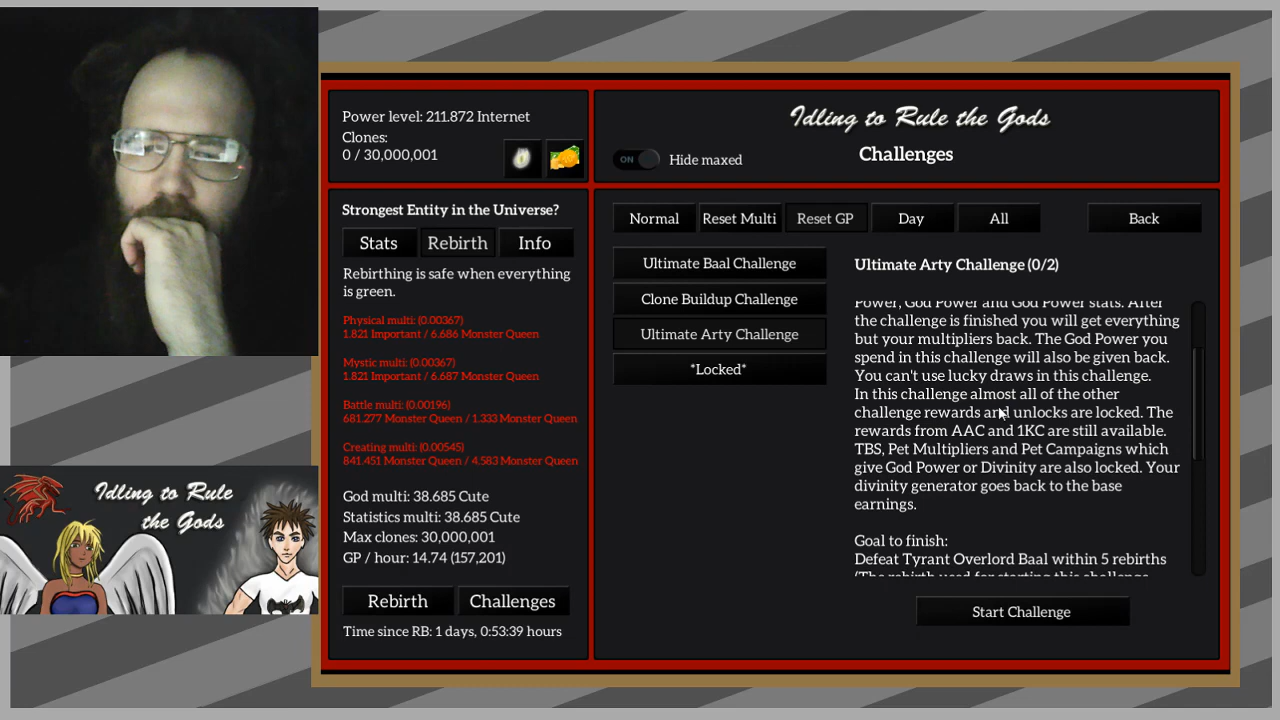 Power level: 211.872 Internet
Clones:
0 / 30,000,001
Idling to Rule the Gods
ON
Hide maxed
Challenges
Strongest Entity in the Universe?
Stats
Rebirth
Info
Rebirthing is safe when everything
is green.
Physical multi: (0.00367)
1.821 Important / 6.686 Monster Queen
Mystic multi: (0.00367)
1.821 Important / 6.687 Monster Queen
Battle multi: (0.00196)
681.277 Monster Queen / 1.333 Monster Queen
Creating multi: (0.00545)
841.451 Monster Queen / 4.583 Monster Queen
God multi: 38.685 Cute
Statistics multi: 38.685 Cute
Max clones: 30,000,001
GP / hour: 14.74 (157,201)
Rebirth
Challenges
Time since RB: 1 days, 0:53:39 hours
Normal
Reset Multi
Reset GP
Day
All
Back
Ultimate Baal Challenge
Clone Buildup Challenge
Ultimate Arty Challenge
*Locked*
Ultimate Arty Challenge (0/2)
Power, God Power and God Power stats. After
the challenge is finished you will get everything
but your multipliers back. The God Power you
spend in this challenge will also be given back.
You can't use lucky draws in this challenge.
In this challenge almost all of the other
challenge rewards and unlocks are locked. The
rewards from AAC and 1KC are still available.
TBS, Pet Multipliers and Pet Campaigns which
give God Power or Divinity are also locked. Your
divinity generator goes back to the base
earnings.
Goal to finish:
Defeat Tyrant Overlord Baal within 5 rebirths
(The rebirth used for starting this challenge
Start Challenge
Idling to Rule
the Gods